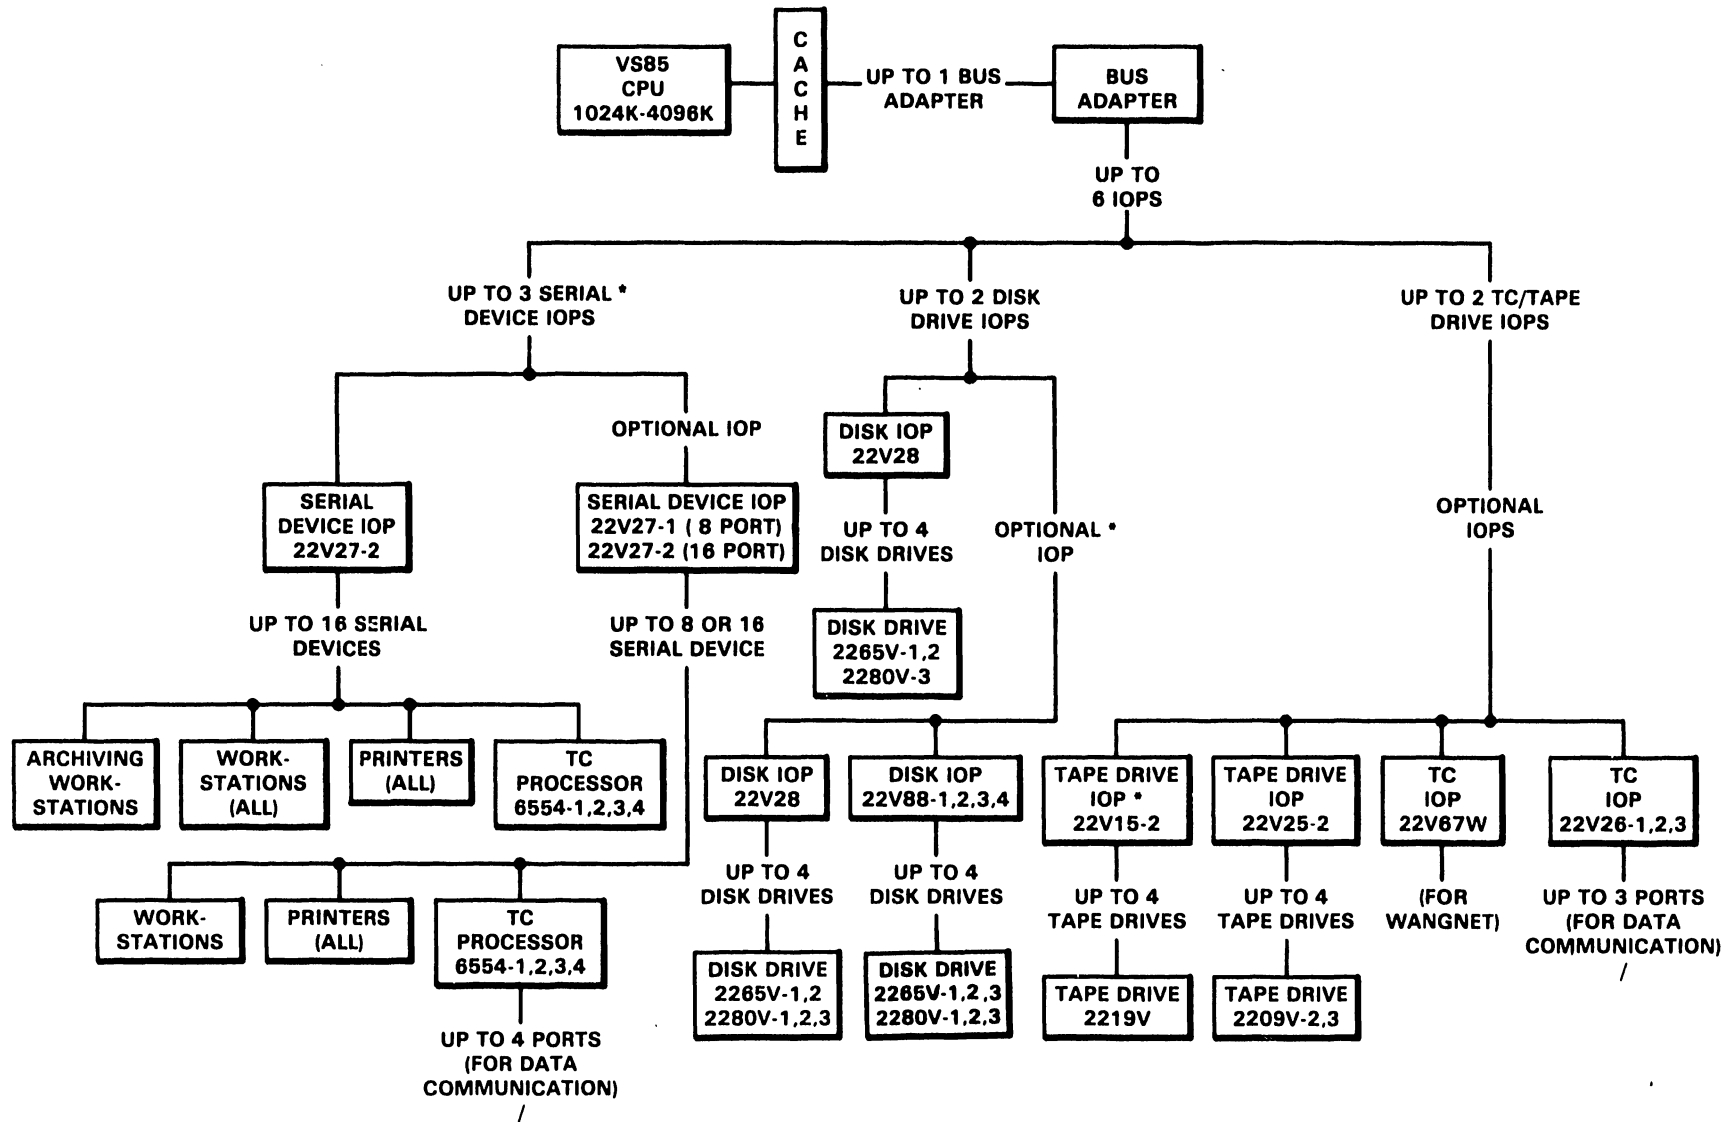 VS85
CPU
1024K-4096K
C
A
C
H
E
UP TO 1 BUS
ADAPTER
BUS
ADAPTER
UP TO
6 IOPS
UP TO 3 SERIAL *
DEVICE IOPS
UP TO 2 DISK
DRIVE IOPS
UP TO 2 TC/TAPE
DRIVE IOPS
OPTIONAL IOP
DISK IOP
22V28
SERIAL
DEVICE IOP
22V27-2
SERIAL DEVICE IOP
22V27-1 ( 8 PORT)
22V27-2 (16 PORT)
UP TO 4
DISK DRIVES
OPTIONAL *
IOP
OPTIONAL
IOPS
UP TO 16 SERIAL
DEVICES
UP TO 8 OR 16
SERIAL DEVICE
DISK DRIVE
2265V-1,2
2280V-3
ARCHIVING
WORK-
STATIONS
WORK-
STATIONS
(ALL)
PRINTERS
(ALL)
TC
PROCESSOR
6554-1,2,3,4
DISK IOP
22V28
DISK IOP
22V88-1,2,3,4
TAPE DRIVE
IOP *
22V15-2
TAPE DRIVE
IOP
22V25-2
TC
IOP
22V67W
TC
IOP
22V26-1,2,3
WORK-
STATIONS
PRINTERS
(ALL)
TC
PROCESSOR
6554-1,2,3,4
UP TO 4
DISK DRIVES
UP TO 4
DISK DRIVES
UP TO 4
TAPE DRIVES
UP TO 4
TAPE DRIVES
(FOR
WANGNET)
UP TO 3 PORTS
(FOR DATA
COMMUNICATION)
/
DISK DRIVE
2265V-1,2
2280V-1,2,3
DISK DRIVE
2265V-1,2,3
2280V-1,2,3
TAPE DRIVE
2219V
TAPE DRIVE
2209V-2,3
UP TO 4 PORTS
(FOR DATA
COMMUNICATION)
/